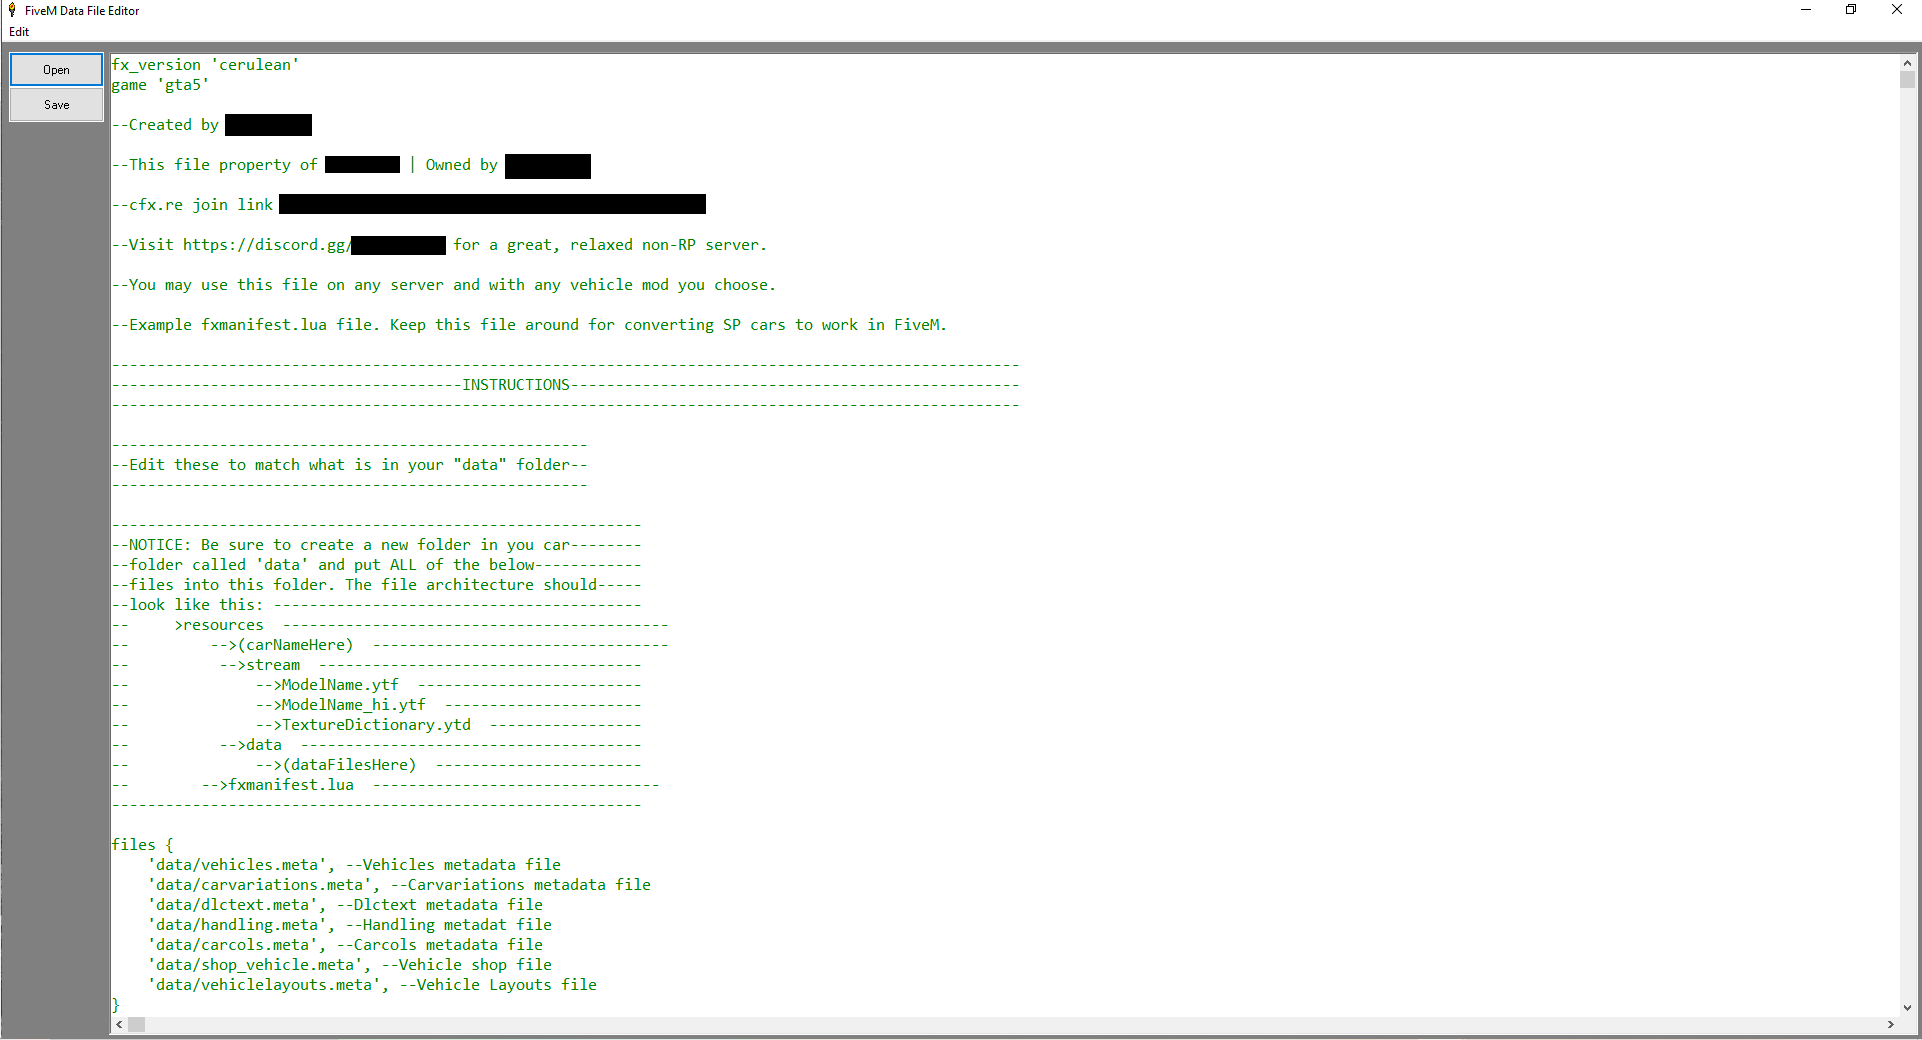 FiveM Data File Editor
Edit
Open
Save
fx_version 'cerulean'
game 'gta5'
--Created by
--This file property of | Owned by
--cfx.re join link
--Visit https://discord.gg/ for a great, relaxed non-RP server.
--You may use this file on any server and with any vehicle mod you choose.
--Example fxmanifest.lua file. Keep this file around for converting SP cars to work in FiveM.
-----------------------------------------------------------------------------------------------------
---------------------------------------INSTRUCTIONS--------------------------------------------------
-----------------------------------------------------------------------------------------------------
-----------------------------------------------------
--Edit these to match what is in your "data" folder--
-----------------------------------------------------
-----------------------------------------------------------
--NOTICE: Be sure to create a new folder in you car--------
--folder called 'data' and put ALL of the below------------
--files into this folder. The file architecture should-----
--look like this: -----------------------------------------
--     >resources  -------------------------------------------
--         -->(carNameHere)  ---------------------------------
--          -->stream  ------------------------------------
--              -->ModelName.ytf  -------------------------
--              -->ModelName_hi.ytf  ----------------------
--              -->TextureDictionary.ytd  -----------------
--          -->data  --------------------------------------
--              -->(dataFilesHere)  -----------------------
--        -->fxmanifest.lua  --------------------------------
-----------------------------------------------------------
files {
    'data/vehicles.meta', --Vehicles metadata file
    'data/carvariations.meta', --Carvariations metadata file
    'data/dlctext.meta', --Dlctext metadata file
    'data/handling.meta', --Handling metadat file
    'data/carcols.meta', --Carcols metadata file
    'data/shop_vehicle.meta', --Vehicle shop file
    'data/vehiclelayouts.meta', --Vehicle Layouts file
}